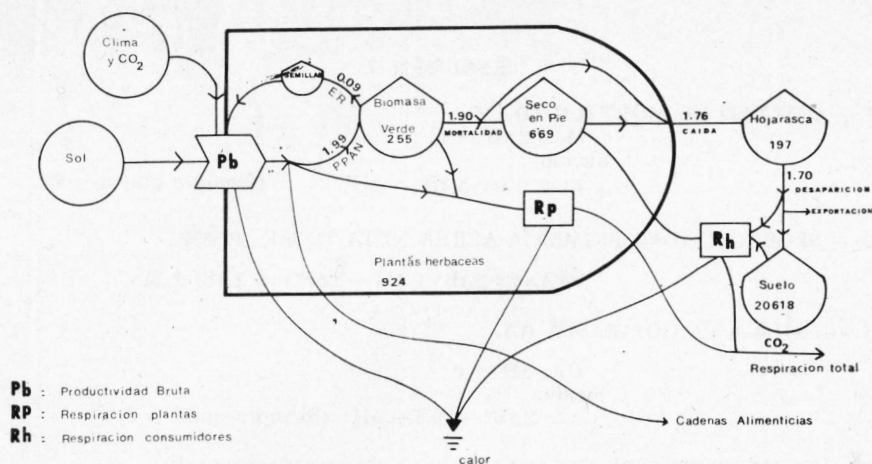 Clima
y CO2
Sol
Pb
SEMILLAS
0.09
ER
1.99
PPAN
Biomasa
Verde
255
1.90
MORTALIDAD
Seco
en Pie
669
1.76
CAIDA
Hojarasca
197
1.70
DESAPARICION
EXPORTACION
Rp
Rh
Plantas herbaceas
924
Suelo
20618
CO2
Respiración total
Pb : Productividad Bruta
RP : Respiración plantas
Rh : Respiracion consumidores
Cadenas Alimenticias
calor